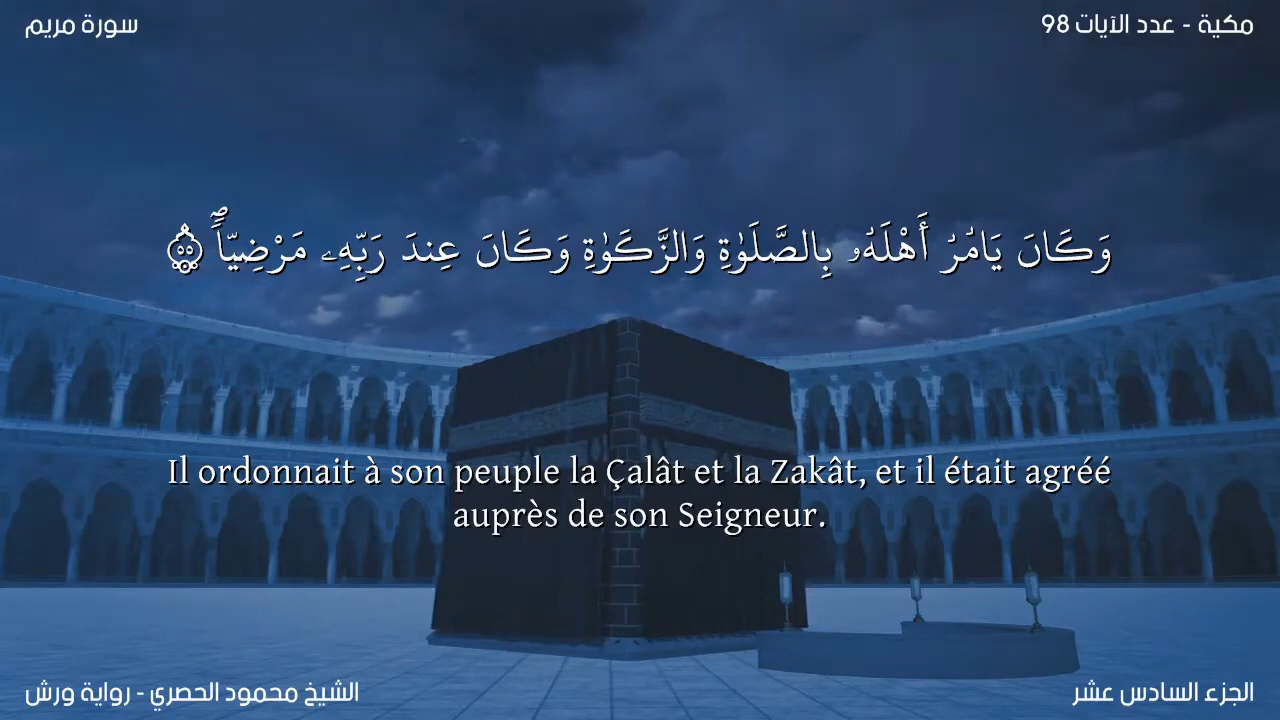 سورة مريم
مكية - عدد الآيات 98
وَكَانَ يَامُرُ أَهْلَهُۥ بِالصَّلَوٰةِ وَالزَّكَوٰةِ وَكَانَ عِندَ رَبِّهِۦ مَرْضِيّاًۖ ۝٥٥
Il ordonnait à son peuple la Çalât et la Zakât, et il était agréé
auprès de son Seigneur.
الشيخ محمود الحصري - رواية ورش
الجزء السادس عشر